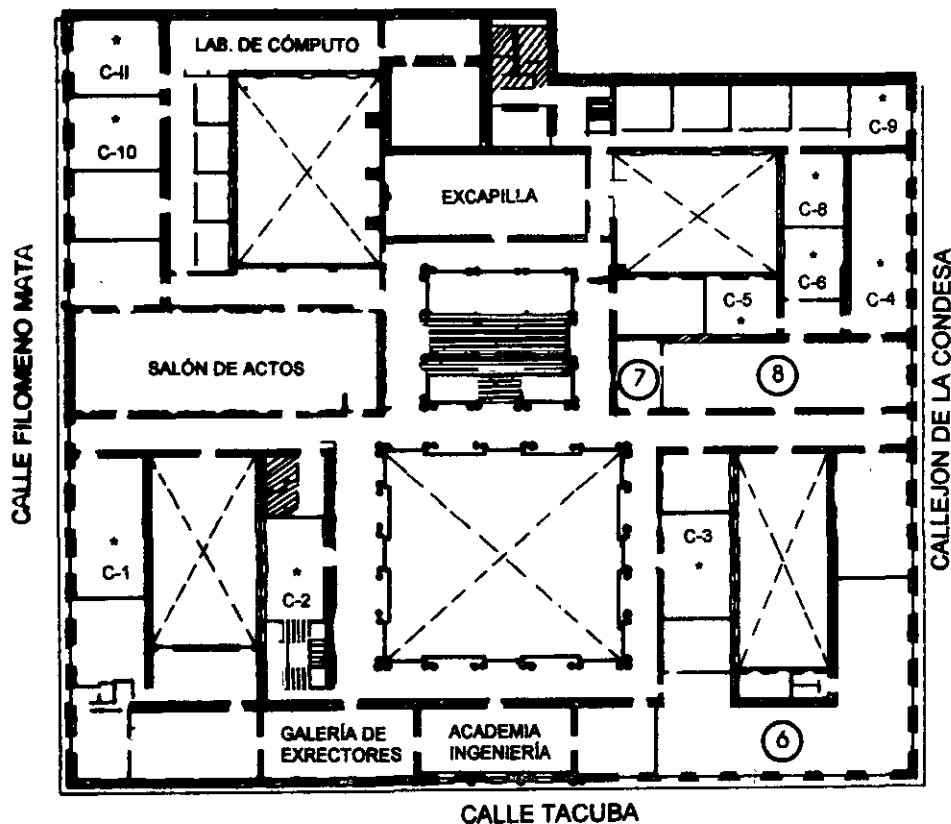 LAB. DE CÓMPUTO
*
C-11
*
C-10
*
C-9
EXCAPILLA
*
C-8
*
C-6
*
C-4
C-5
*
CALLE FILOMENO MATA
SALÓN DE ACTOS
7
8
CALLEJON DE LA CONDESA
*
C-1
*
C-2
C-3
*
GALERÍA DE
EXRECTORES
ACADEMIA
INGENIERÍA
6
CALLE TACUBA